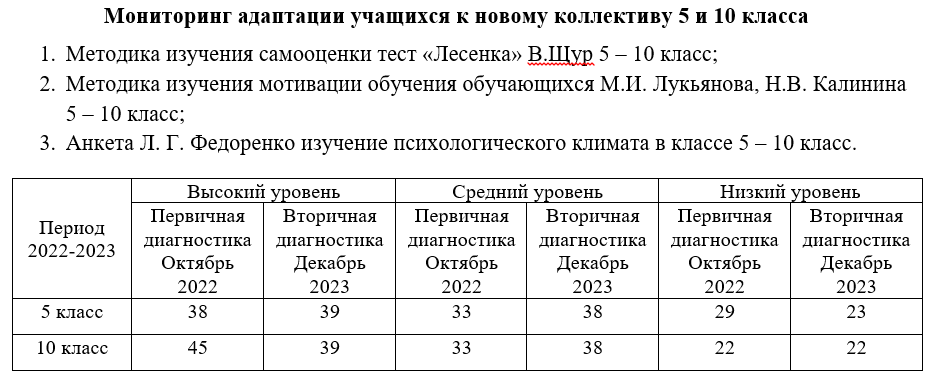 Мониторинг адаптации учащихся к новому коллективу 5 и 10 класса
1. Методика изучения самооценки тест «Лесенка» В.Щур 5 – 10 класс;
2. Методика изучения мотивации обучения обучающихся М.И. Лукьянова, Н.В. Калинина
5 – 10 класс;
3. Анкета Л. Г. Федоренко изучение психологического климата в классе 5 – 10 класс.
Период
2022-2023
Высокий уровень
Средний уровень
Низкий уровень
Первичная
диагностика
Октябрь
2022
Вторичная
диагностика
Декабрь
2023
Первичная
диагностика
Октябрь
2022
Вторичная
диагностика
Декабрь
2023
Первичная
диагностика
Октябрь
2022
Вторичная
диагностика
Декабрь
2023
5 класс 38 39 33 38 29 23
10 класс 45 39 33 38 22 22